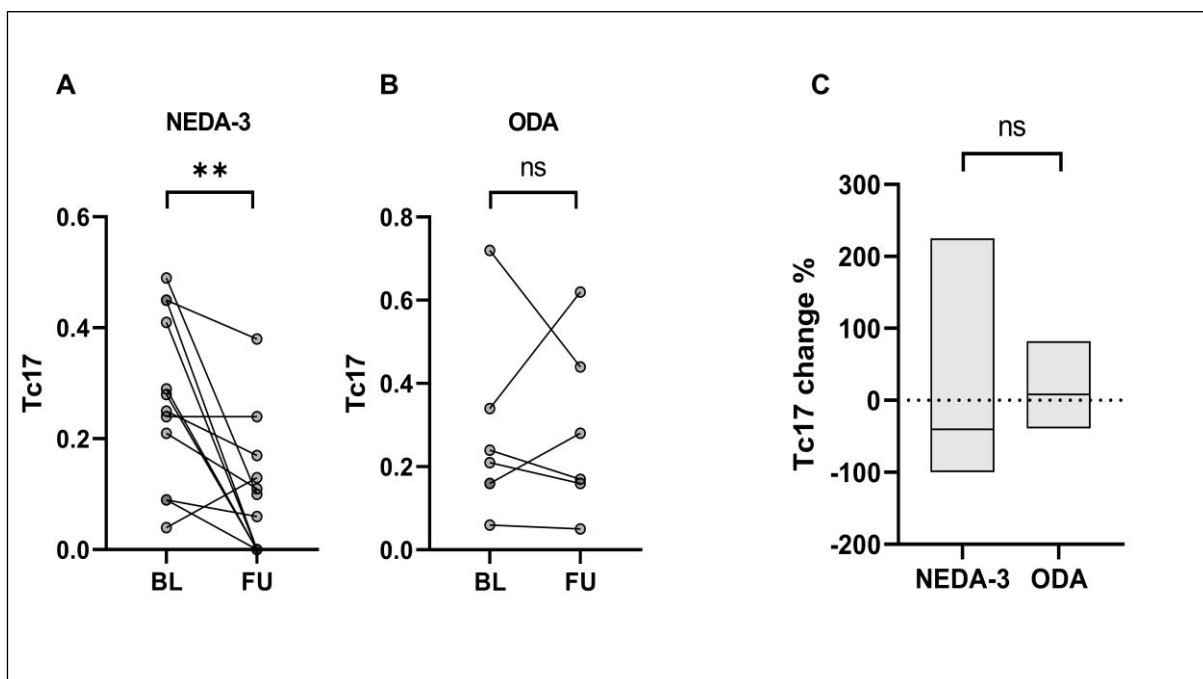 A
NEDA-3
**
Tc17
0.6
0.4
0.2
0.0
BL FU
B
ODA
ns
Tc17
0.8
0.6
0.4
0.2
0.0
BL FU
C
ns
Tc17 change %
300
200
100
0
-100
-200
NEDA-3 ODA